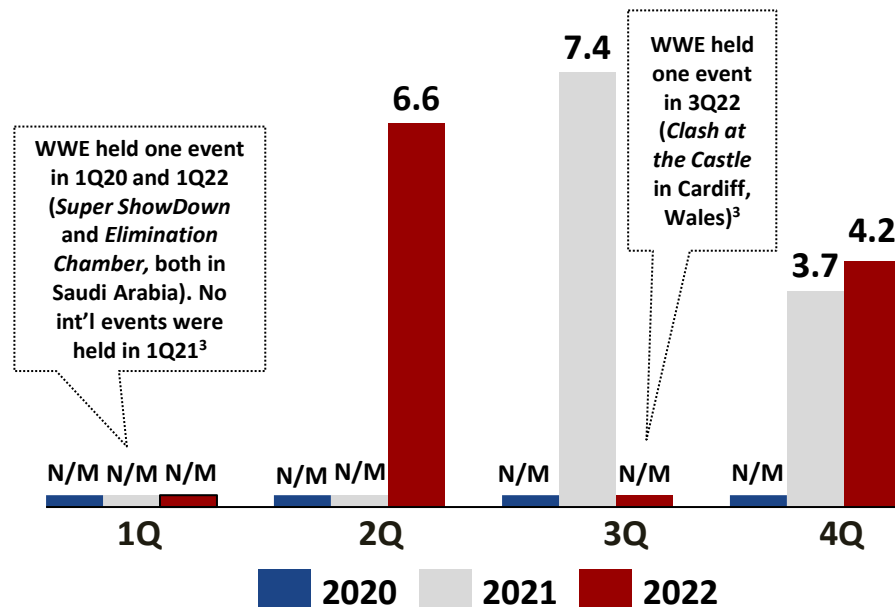 WWE held one event
in 1Q20 and 1Q22
(Super ShowDown
and Elimination
Chamber, both in
Saudi Arabia). No
int’l events were
held in 1Q21³
WWE held
one event
in 3Q22
(Clash at
the Castle
in Cardiff,
Wales)³
6.6
7.4
3.7
4.2
N/M N/M N/M
N/M N/M
N/M N/M
N/M
1Q 2Q 3Q 4Q
2020 2021 2022